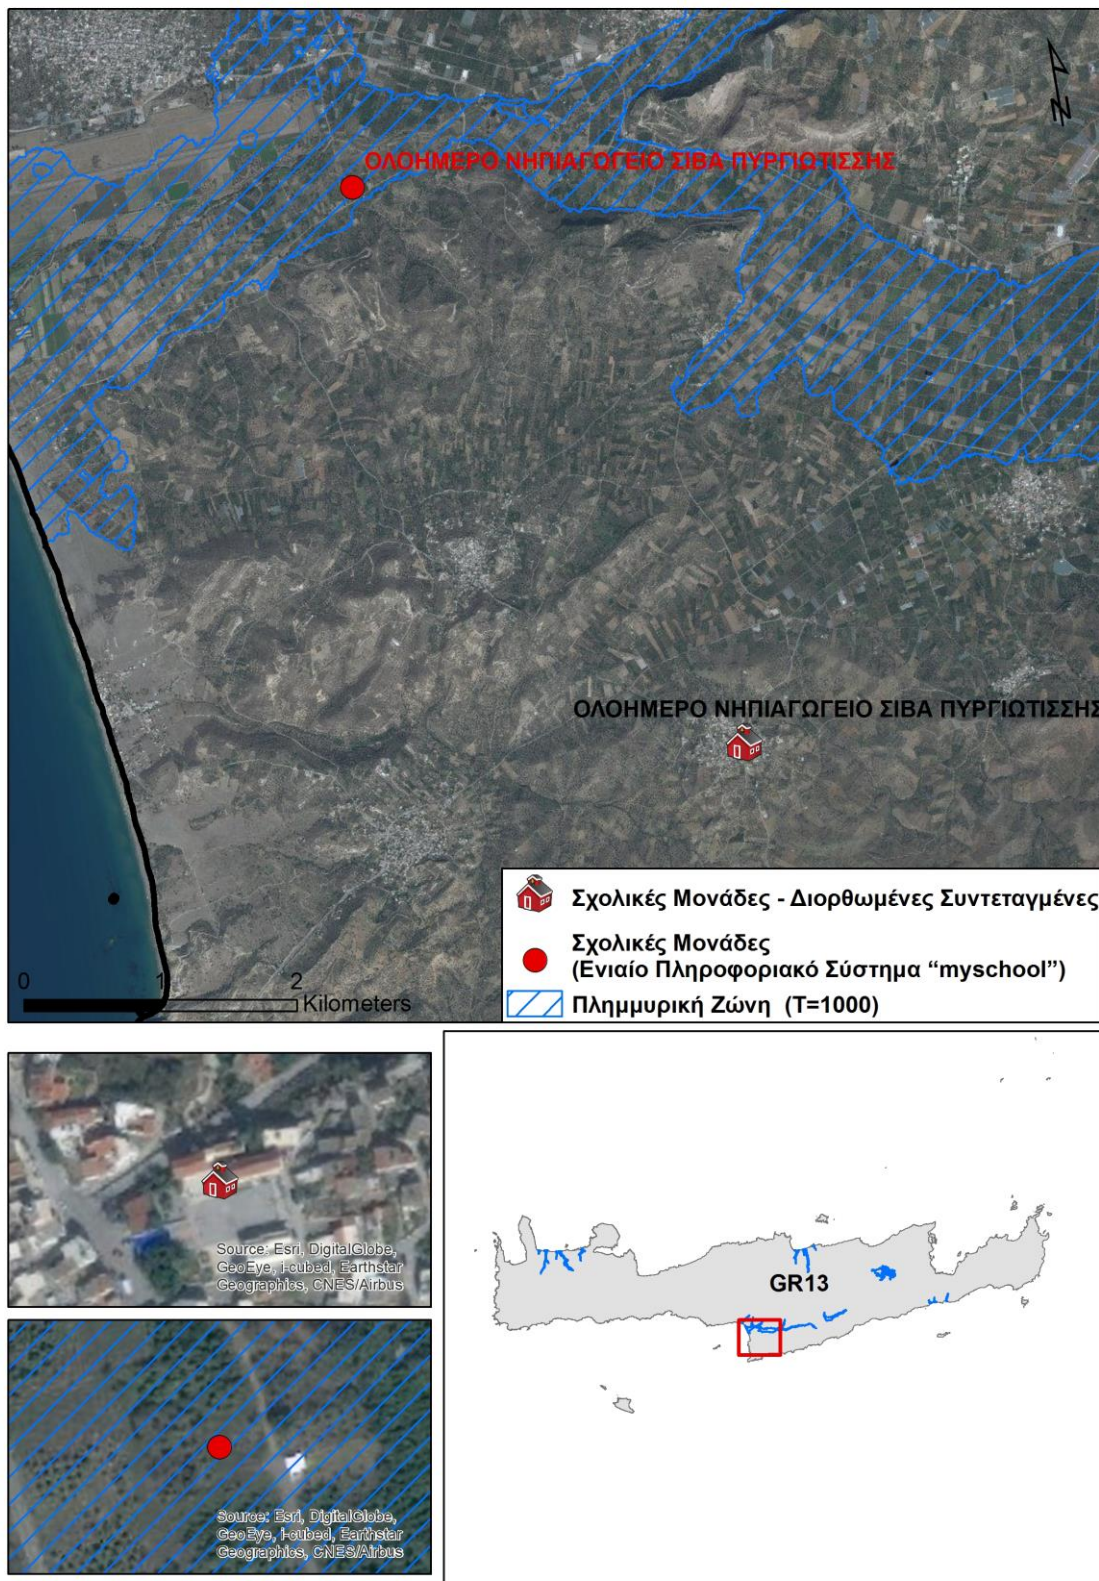 N
ΟΛΟΗΜΕΡΟ ΝΗΠΙΑΓΩΓΕΙΟ ΣΙΒΑ ΠΥΡΓΙΩΤΙΣΣΗΣ
ΟΛΟΗΜΕΡΟ ΝΗΠΙΑΓΩΓΕΙΟ ΣΙΒΑ ΠΥΡΓΙΩΤΙΣΣΗΣ
Σχολικές Μονάδες - Διορθωμένες Συντεταγμένες
Σχολικές Μονάδες
(Ενιαίο Πληροφοριακό Σύστημα “myschool”)
Πλημμυρική Ζώνη (T=1000)
0 1 2
Kilometers
Source: Esri, DigitalGlobe,
GeoEye, i-cubed, Earthstar
Geographics, CNES/Airbus
GR13
Source: Esri, DigitalGlobe,
GeoEye, i-cubed, Earthstar
Geographics, CNES/Airbus